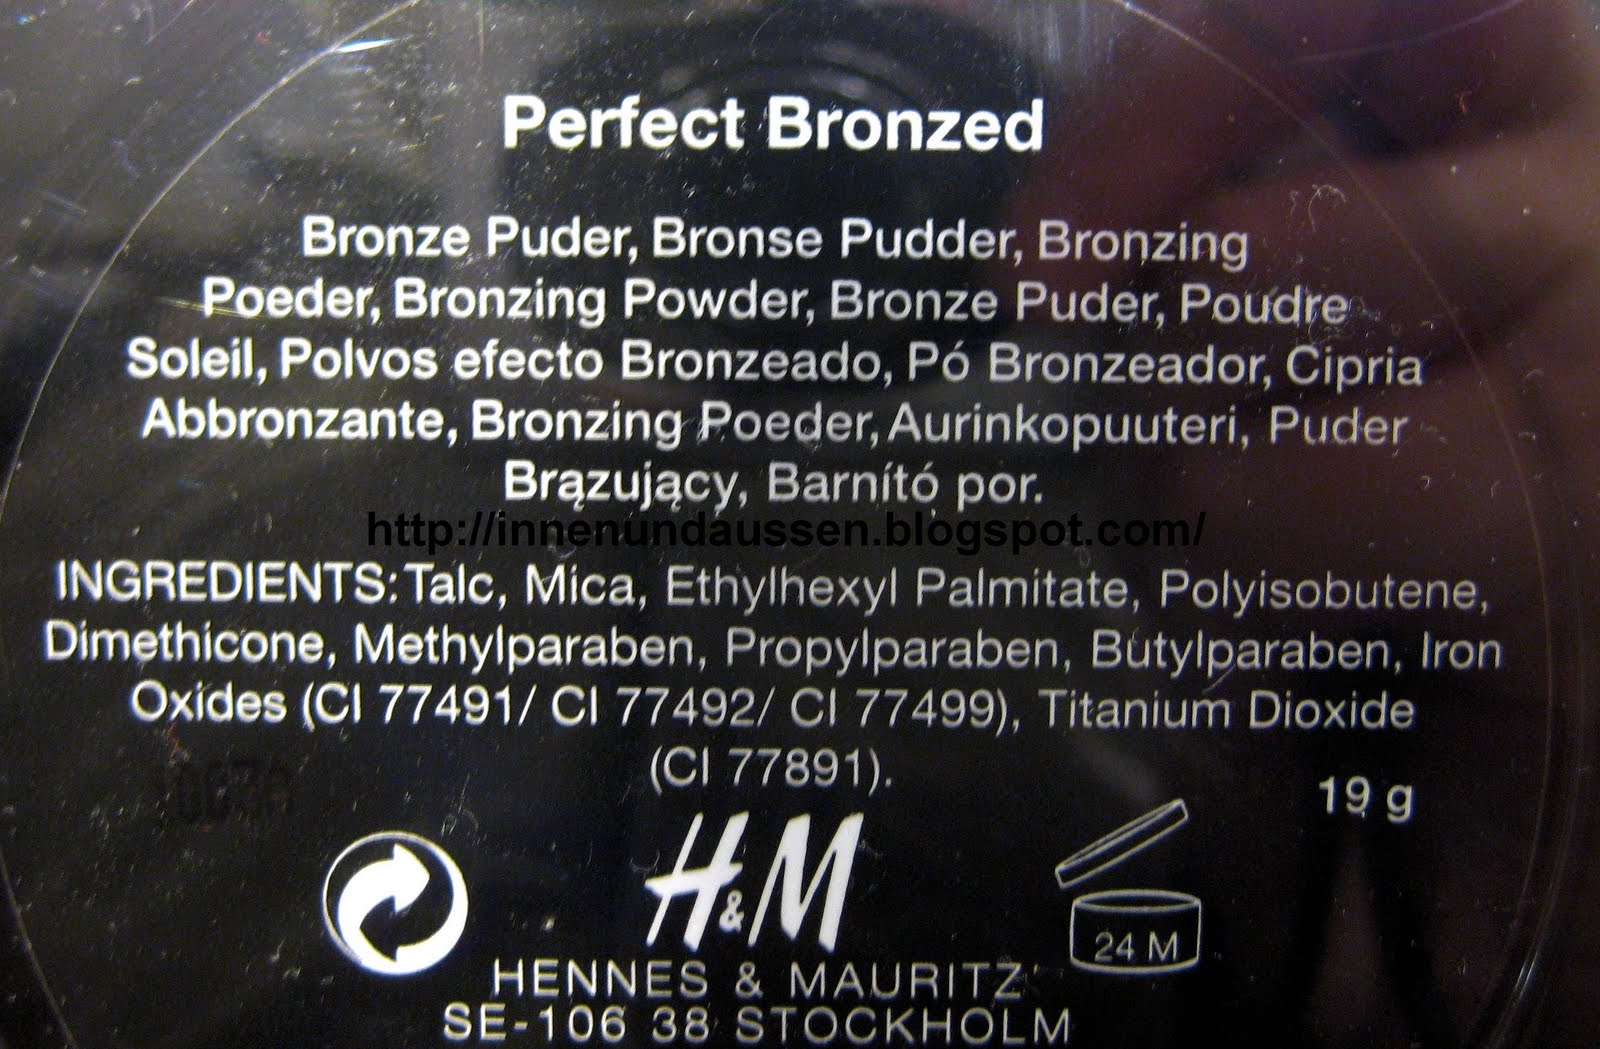 Perfect Bronzed
Bronze Puder, Bronse Pudder, Bronzing
Poeder, Bronzing Powder, Bronze Puder, Poudre
Soleil, Polvos efecto Bronzeado, Pó Bronzeador, Cipria
Abbronzante, Bronzing Poeder, Aurinkopuuteri, Puder
Brązujący, Barnító por.
http://innenundaussen.blogspot.com/
INGREDIENTS: Talc, Mica, Ethylhexyl Palmitate, Polyisobutene,
Dimethicone, Methylparaben, Propylparaben, Butylparaben, Iron
Oxides (CI 77491/ CI 77492/ CI 77499), Titanium Dioxide
(CI 77891).
19 g
H&M
24 M
HENNES & MAURITZ
SE-106 38 STOCKHOLM